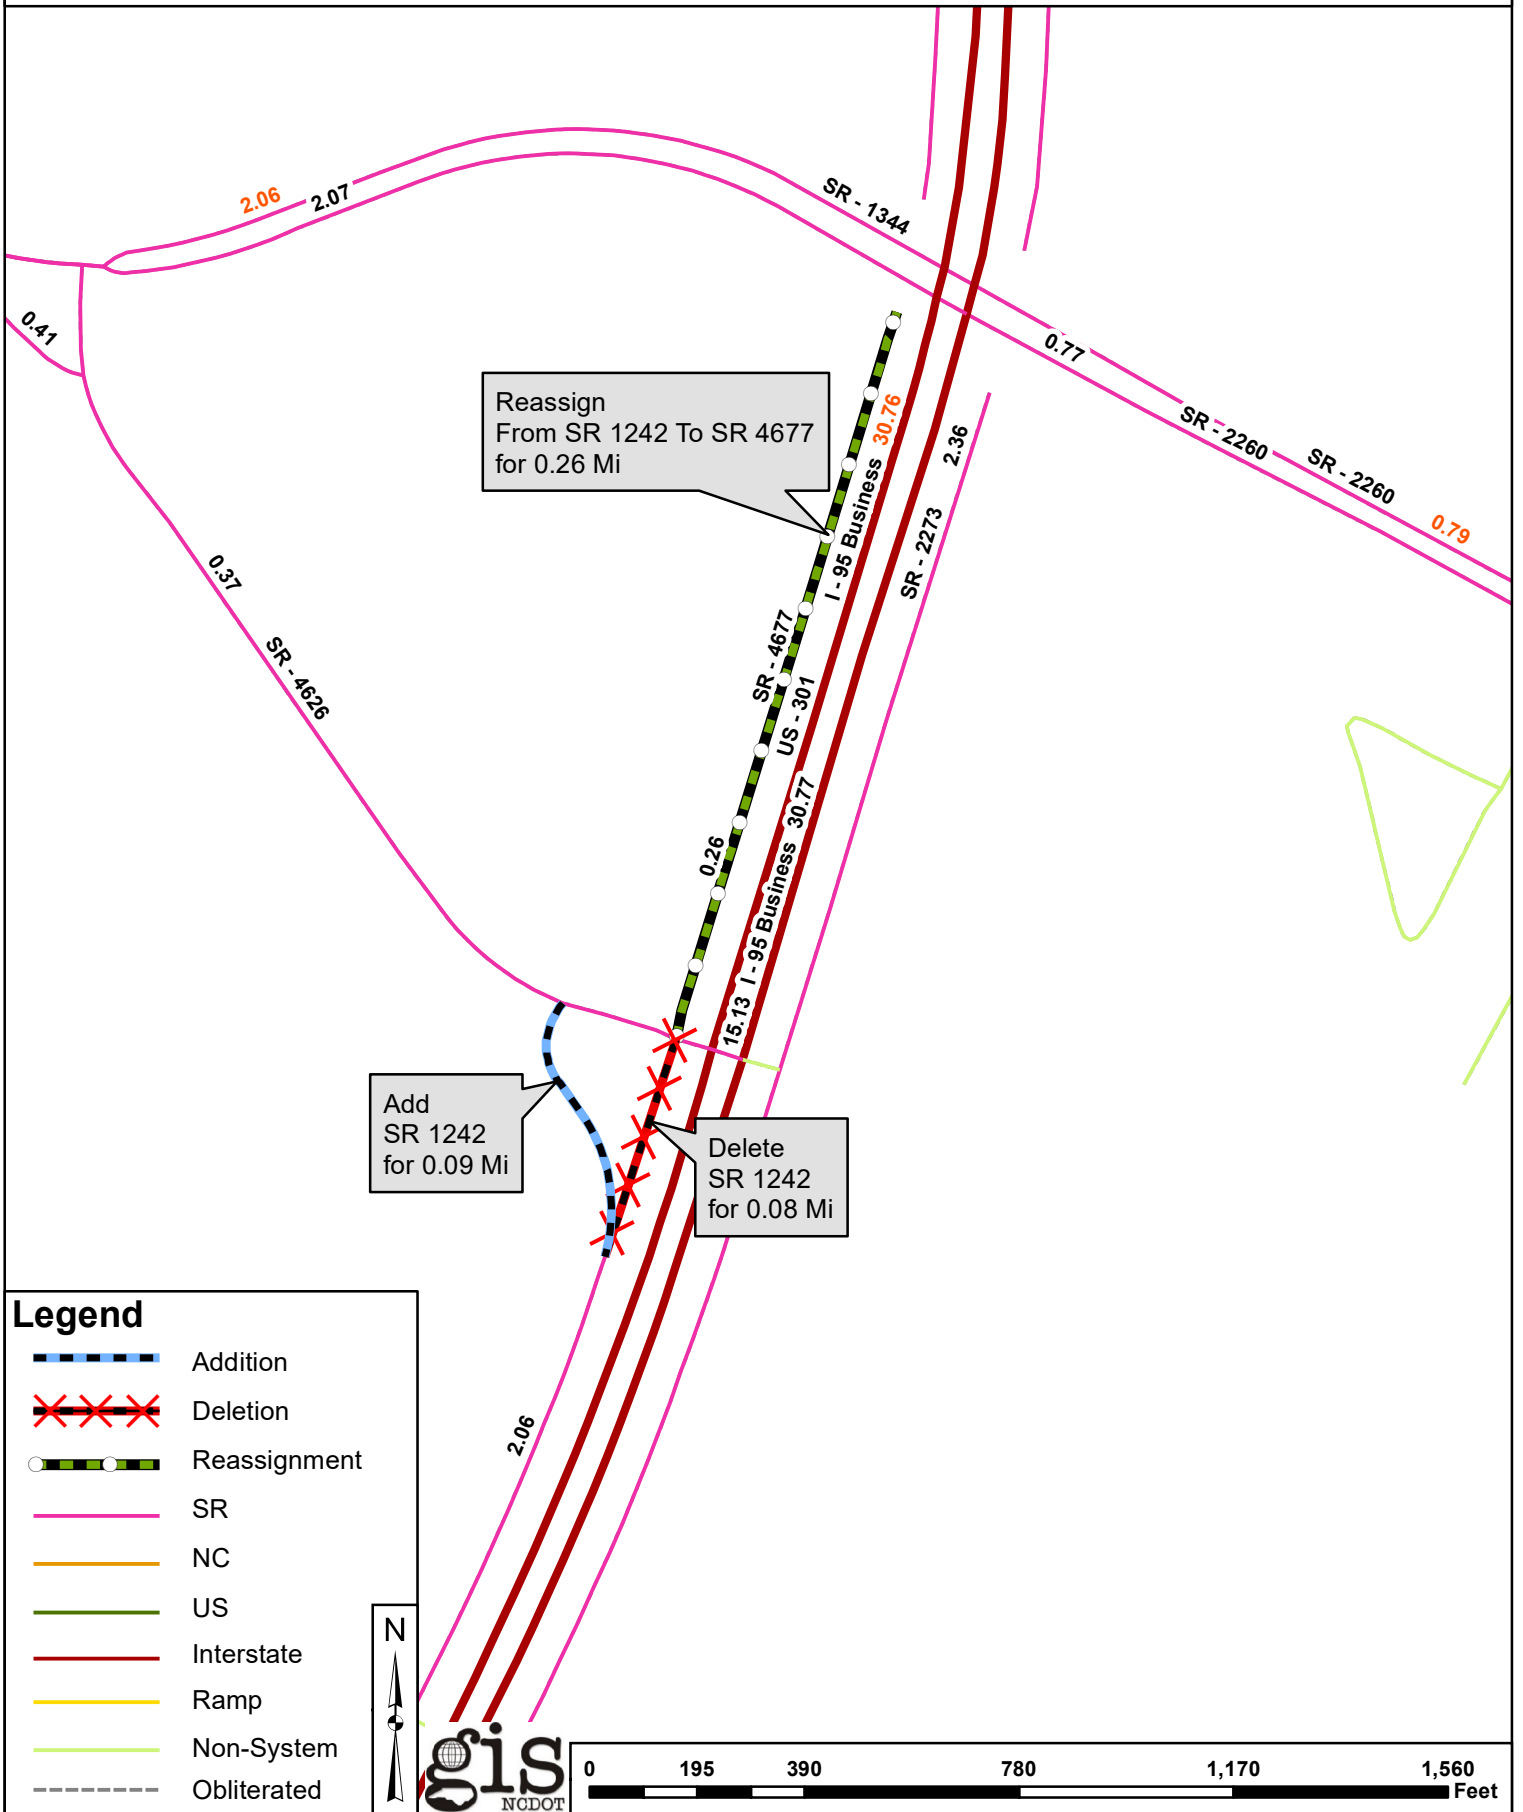 SR - 1344
2.06
2.07
0.41
0.77
Reassign
From SR 1242 To SR 4677
for 0.26 Mi
30.76
2.36
SR - 2260
SR - 2260
0.79
I - 95 Business
SR - 2273
0.37
SR - 4626
SR - 4677
US - 301
30.77
0.26
I - 95 Business
15.13
Add
SR 1242
for 0.09 Mi
Delete
SR 1242
for 0.08 Mi
2.06
Legend
Addition
Deletion
Reassignment
SR
NC
US
Interstate
Ramp
Non-System
Obliterated
N
gis
NCDOT
0 195 390 780 1,170 1,560
Feet